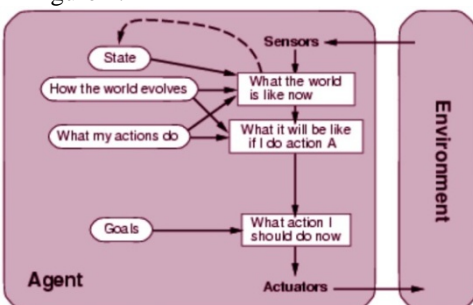 Sensors
State
What the world
is like now
How the world evolves
What it will be like
if I do action A
What my actions do
Environment
Goals
What action I
should do now
Agent
Actuators